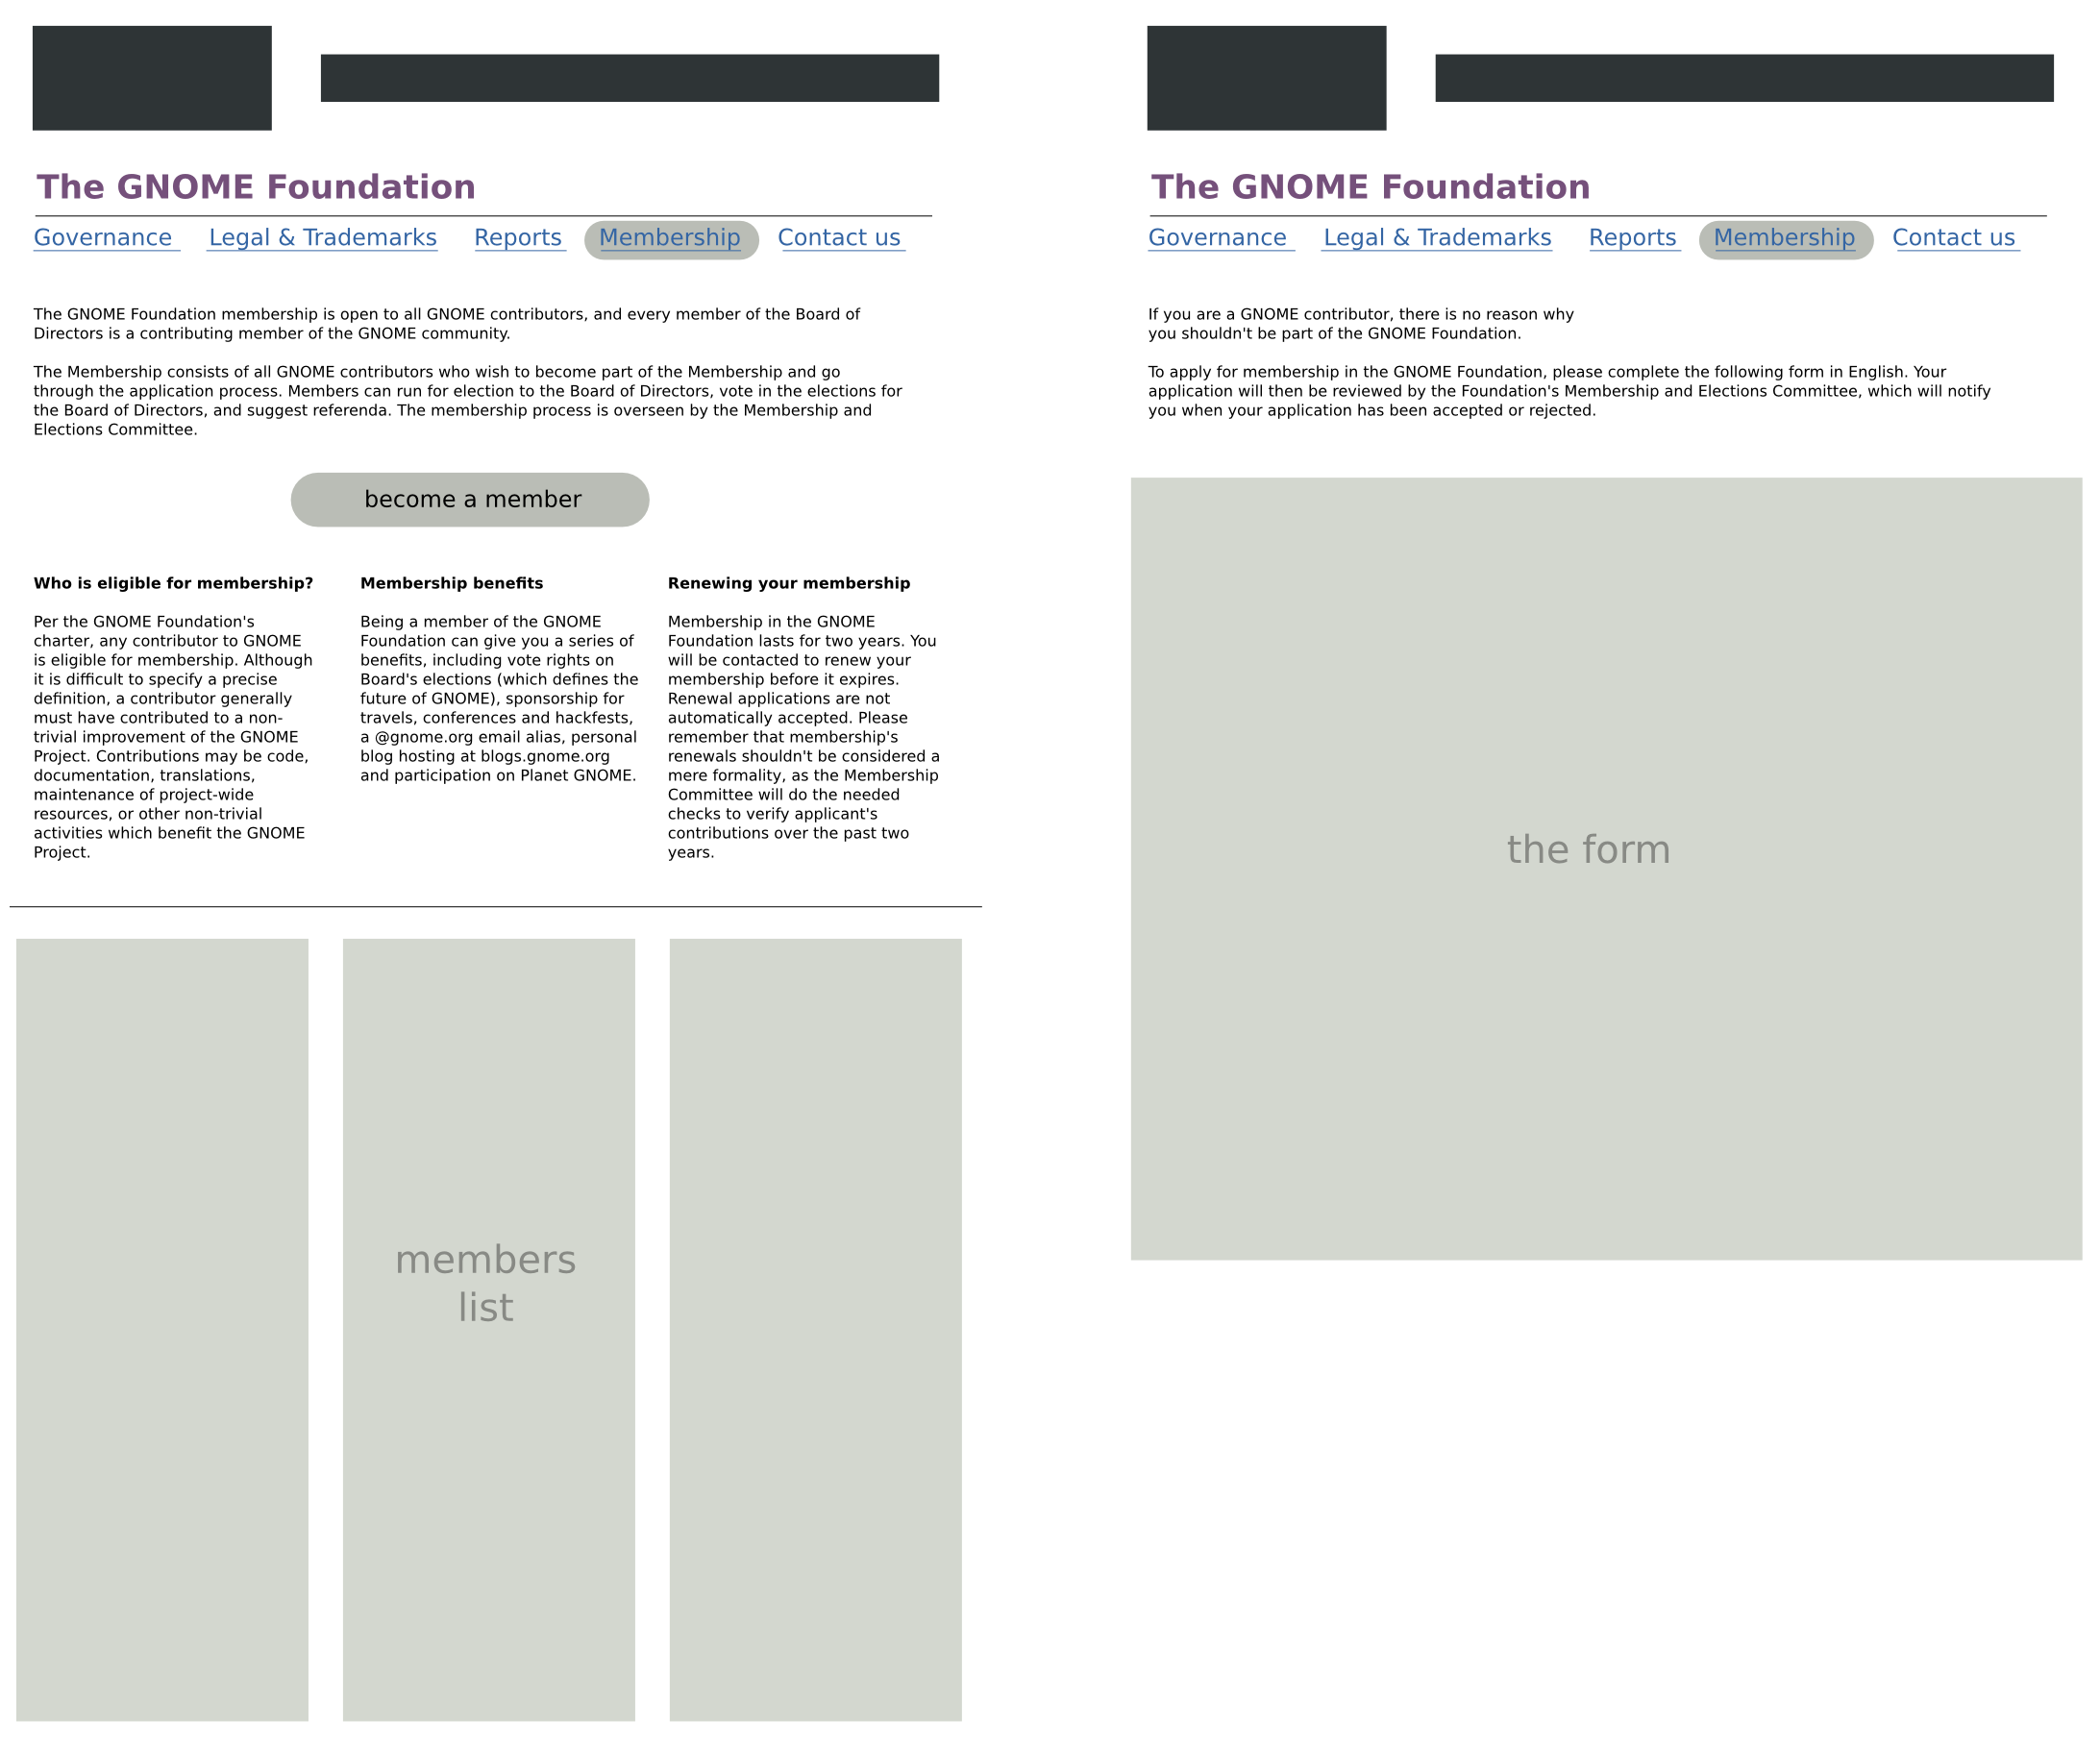 The GNOME Foundation
Governance Legal & Trademarks Reports Membership Contact us
The GNOME Foundation membership is open to all GNOME contributors, and every member of the Board of
Directors is a contributing member of the GNOME community.
The Membership consists of all GNOME contributors who wish to become part of the Membership and go
through the application process. Members can run for election to the Board of Directors, vote in the elections for
the Board of Directors, and suggest referenda. The membership process is overseen by the Membership and
Elections Committee.
become a member
Who is eligible for membership?
Per the GNOME Foundation's
charter, any contributor to GNOME
is eligible for membership. Although
it is difficult to specify a precise
definition, a contributor generally
must have contributed to a non-
trivial improvement of the GNOME
Project. Contributions may be code,
documentation, translations,
maintenance of project-wide
resources, or other non-trivial
activities which benefit the GNOME
Project.
Membership benefits
Being a member of the GNOME
Foundation can give you a series of
benefits, including vote rights on
Board's elections (which defines the
future of GNOME), sponsorship for
travels, conferences and hackfests,
a @gnome.org email alias, personal
blog hosting at blogs.gnome.org
and participation on Planet GNOME.
Renewing your membership
Membership in the GNOME
Foundation lasts for two years. You
will be contacted to renew your
membership before it expires.
Renewal applications are not
automatically accepted. Please
remember that membership's
renewals shouldn't be considered a
mere formality, as the Membership
Committee will do the needed
checks to verify applicant's
contributions over the past two
years.
members
list
The GNOME Foundation
Governance Legal & Trademarks Reports Membership Contact us
If you are a GNOME contributor, there is no reason why
you shouldn't be part of the GNOME Foundation.
To apply for membership in the GNOME Foundation, please complete the following form in English. Your
application will then be reviewed by the Foundation's Membership and Elections Committee, which will notify
you when your application has been accepted or rejected.
the form